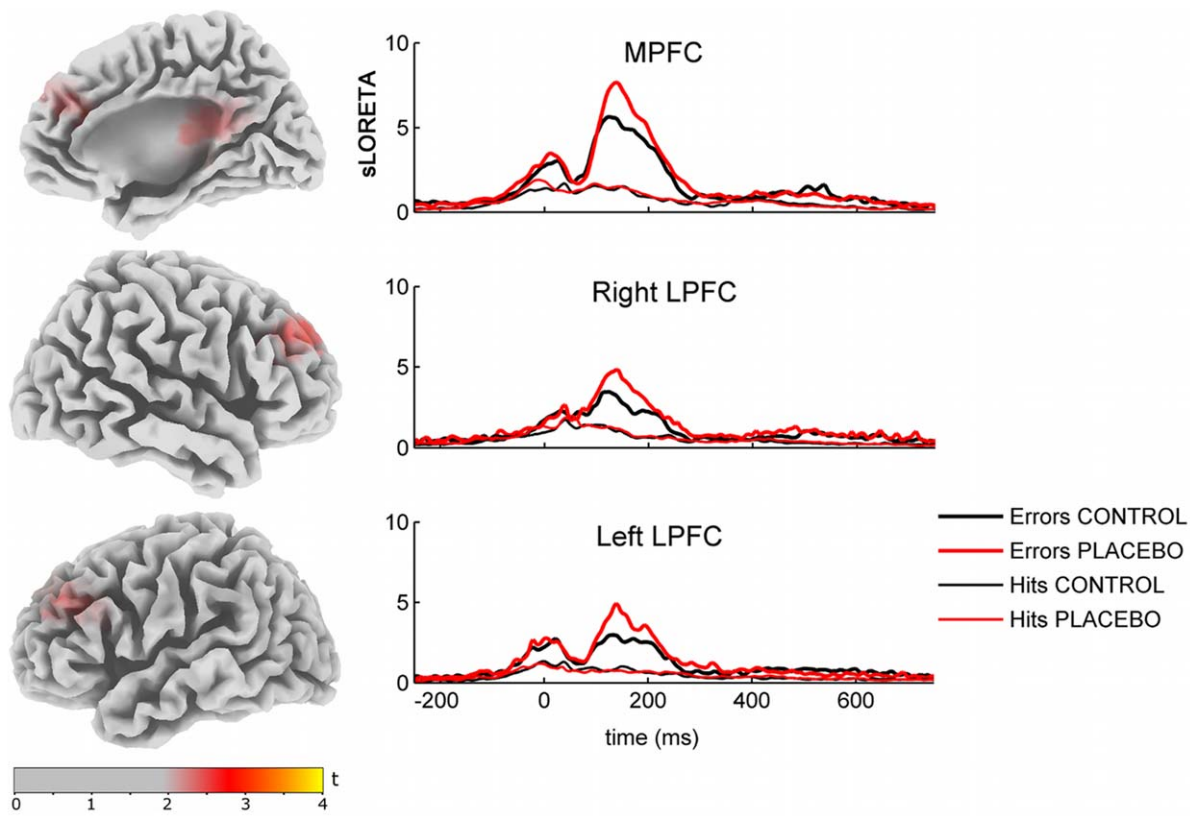 MPFC
sLORETA
10
5
0
Right LPFC
10
5
0
Left LPFC
10
5
0
-200 0 200 400 600
time (ms)
Errors CONTROL
Errors PLACEBO
Hits CONTROL
Hits PLACEBO
t
0 1 2 3 4